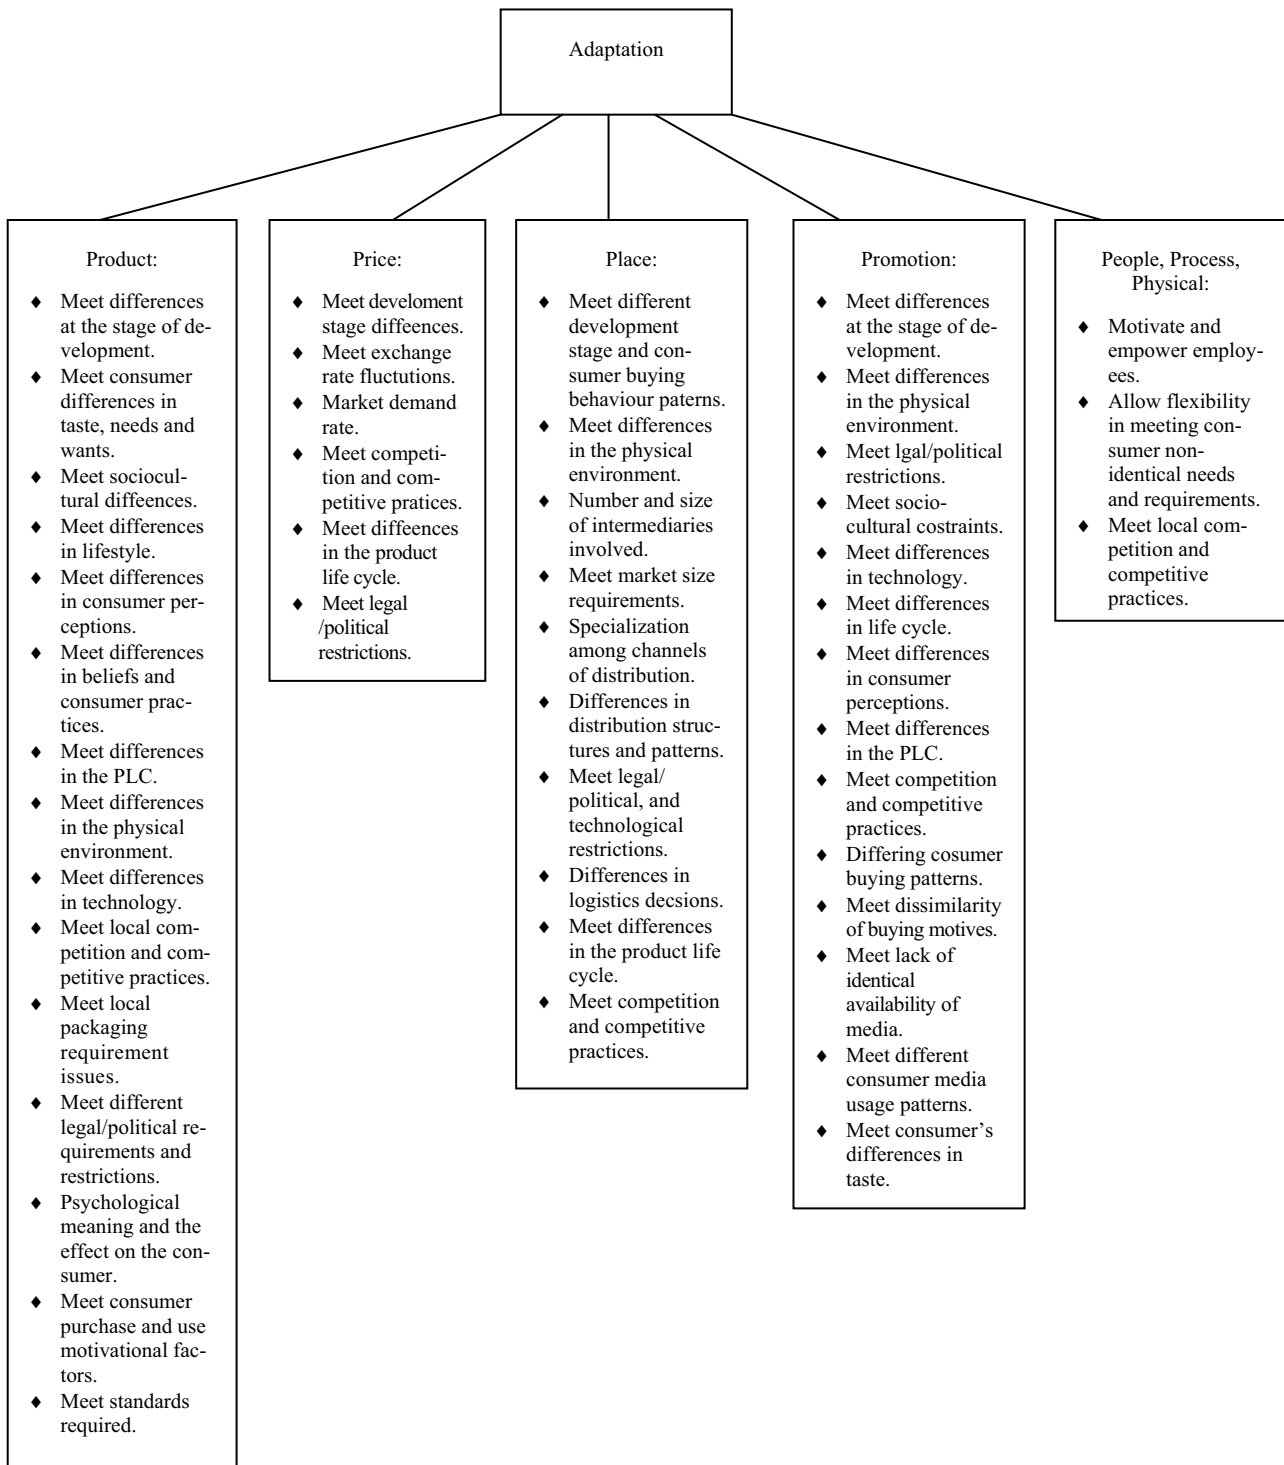 Adaptation
Product:
♦ Meet differences
at the stage of de-
velopment.
♦ Meet consumer
differences in
taste, needs and
wants.
♦ Meet sociocul-
tural diffeences.
♦ Meet differences
in lifestyle.
♦ Meet differences
in consumer per-
ceptions.
♦ Meet differences
in beliefs and
consumer prac-
tices.
♦ Meet differences
in the PLC.
♦ Meet differences
in the physical
environment.
♦ Meet differences
in technology.
♦ Meet local com-
petition and com-
petitive practices.
♦ Meet local
packaging
requirement
issues.
♦ Meet different
legal/political re-
quirements and
restrictions.
♦ Psychological
meaning and the
effect on the con-
sumer.
♦ Meet consumer
purchase and use
motivational fac-
tors.
♦ Meet standards
required.
Price:
♦ Meet develoment
stage diffeences.
♦ Meet exchange
rate fluctutions.
♦ Market demand
rate.
♦ Meet competi-
tion and com-
petitive pratices.
♦ Meet diffeences
in the product
life cycle.
♦ Meet legal
/political
restrictions.
Place:
♦ Meet different
development
stage and con-
sumer buying
behaviour paterns.
♦ Meet differences
in the physical
environment.
♦ Number and size
of intermediaries
involved.
♦ Meet market size
requirements.
♦ Specialization
among channels
of distribution.
♦ Differences in
distribution struc-
tures and patterns.
♦ Meet legal/
political, and
technological
restrictions.
♦ Differences in
logistics decsions.
♦ Meet differences
in the product life
cycle.
♦ Meet competition
and competitive
practices.
Promotion:
♦ Meet differences
at the stage of de-
velopment.
♦ Meet differences
in the physical
environment.
♦ Meet lgal/political
restrictions.
♦ Meet socio-
cultural costraints.
♦ Meet differences
in technology.
♦ Meet differences
in life cycle.
♦ Meet differences
in consumer
perceptions.
♦ Meet differences
in the PLC.
♦ Meet competition
and competitive
practices.
♦ Differing cosumer
buying patterns.
♦ Meet dissimilarity
of buying motives.
♦ Meet lack of
identical
availability of
media.
♦ Meet different
consumer media
usage patterns.
♦ Meet consumer’s
differences in
taste.
People, Process,
Physical:
♦ Motivate and
empower employ-
ees.
♦ Allow flexibility
in meeting con-
sumer non-
identical needs
and requirements.
♦ Meet local com-
petition and
competitive
practices.